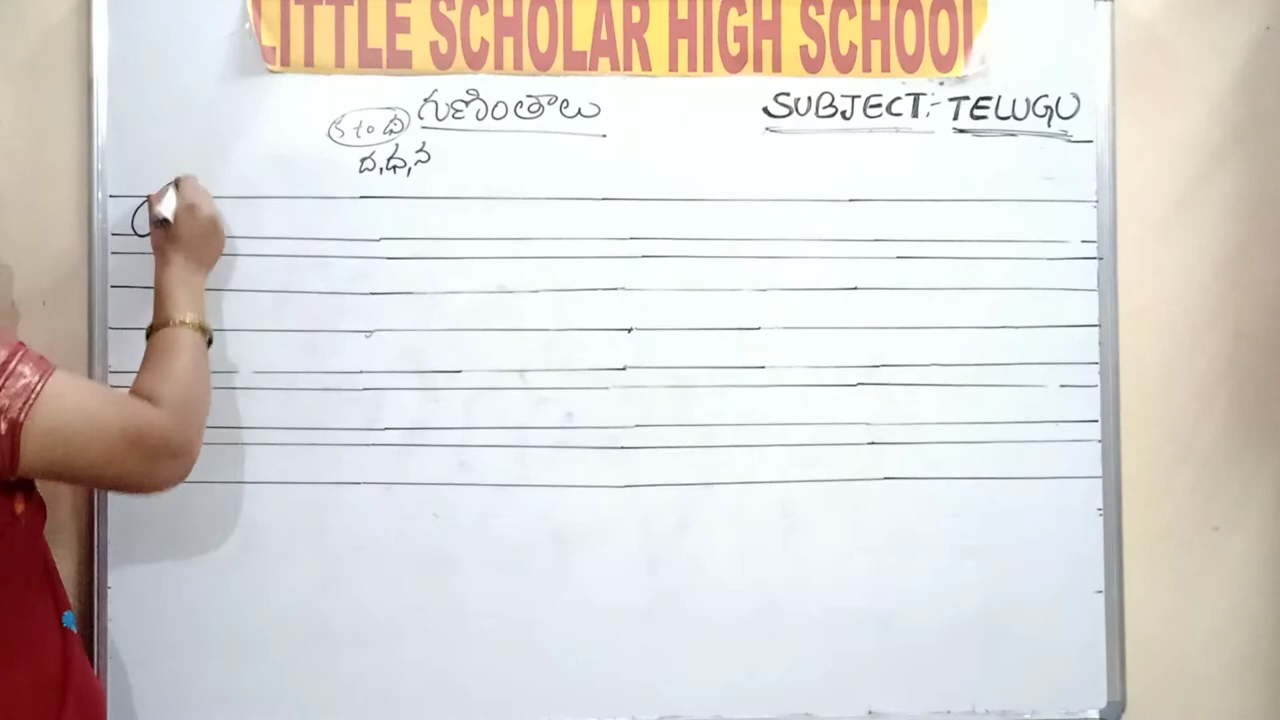 LITTLE SCHOLAR HIGH SCHOOL
గుణింతాలు
SUBJECT:- TELUGU
ద, ధ, న